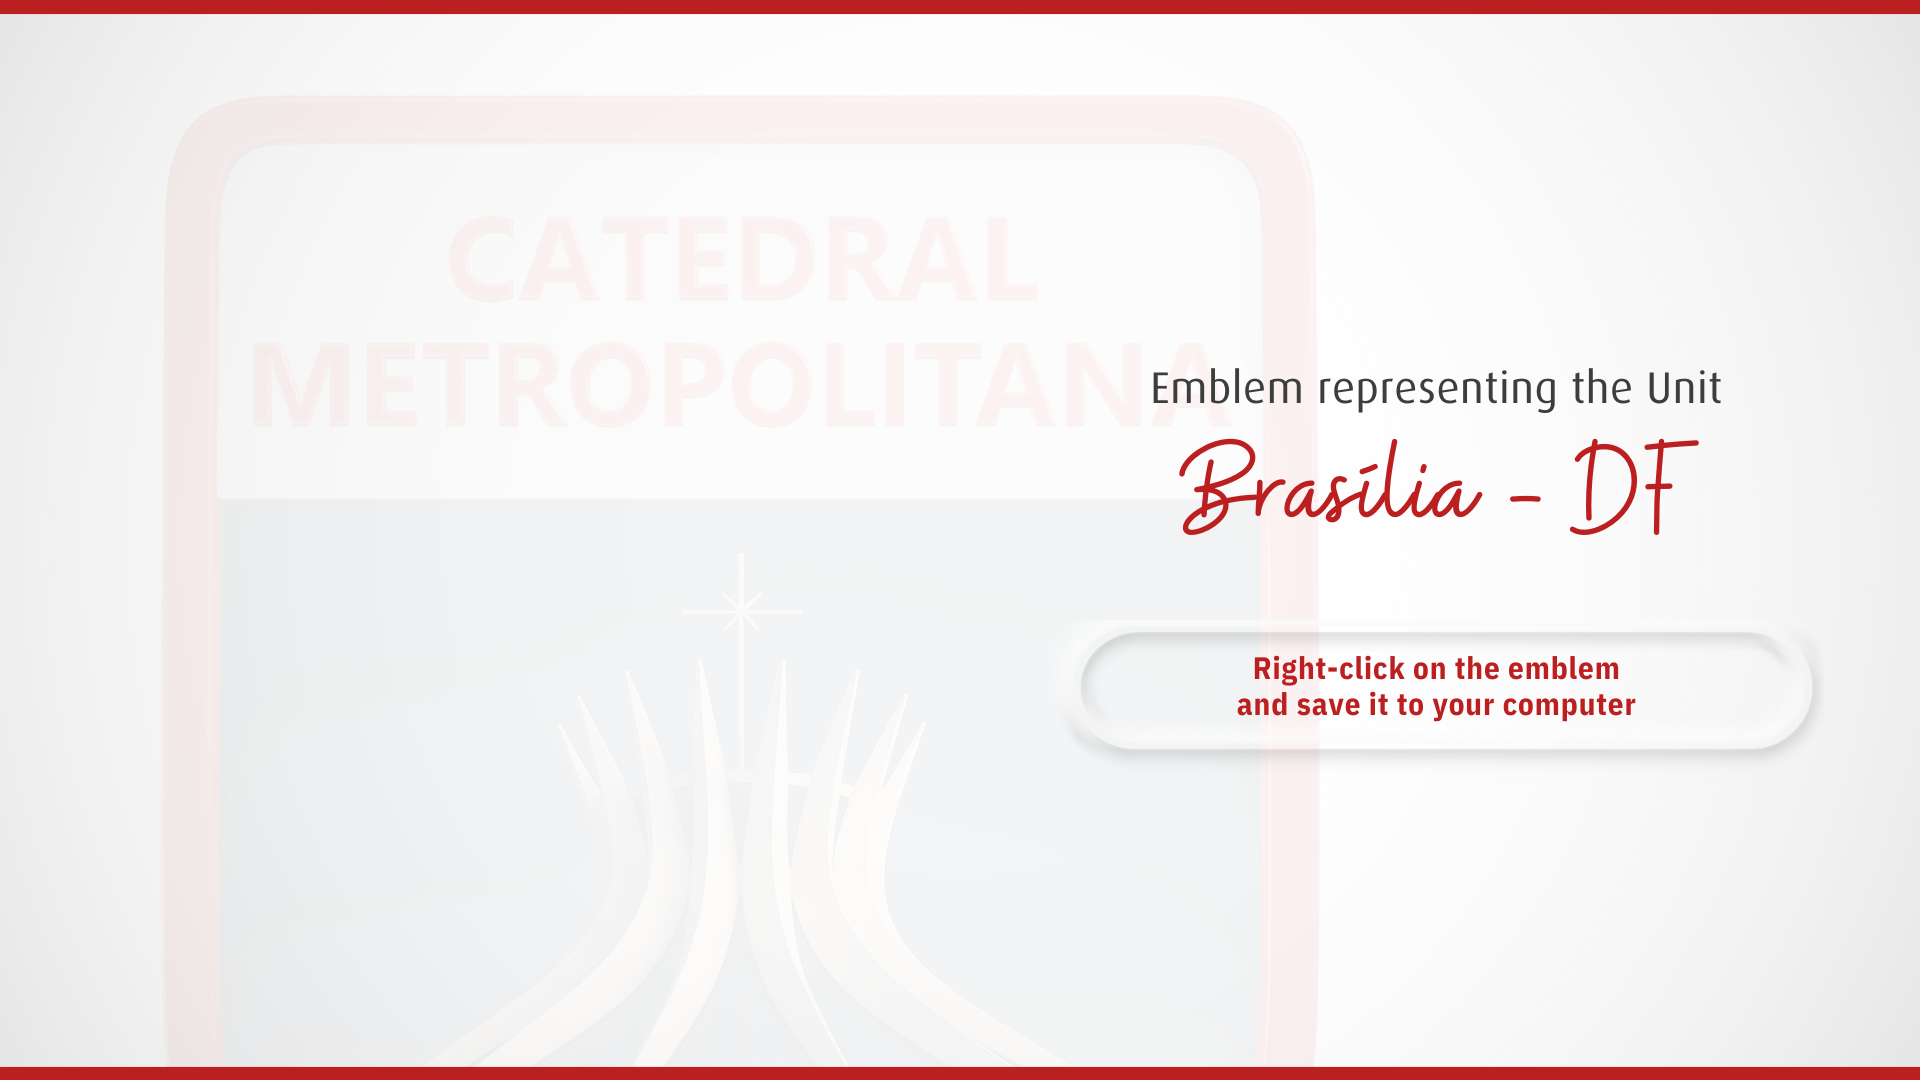 CATEDRAL
METROPOLITANA
Emblem representing the Unit
Brasília - DF
Right-click on the emblem
and save it to your computer